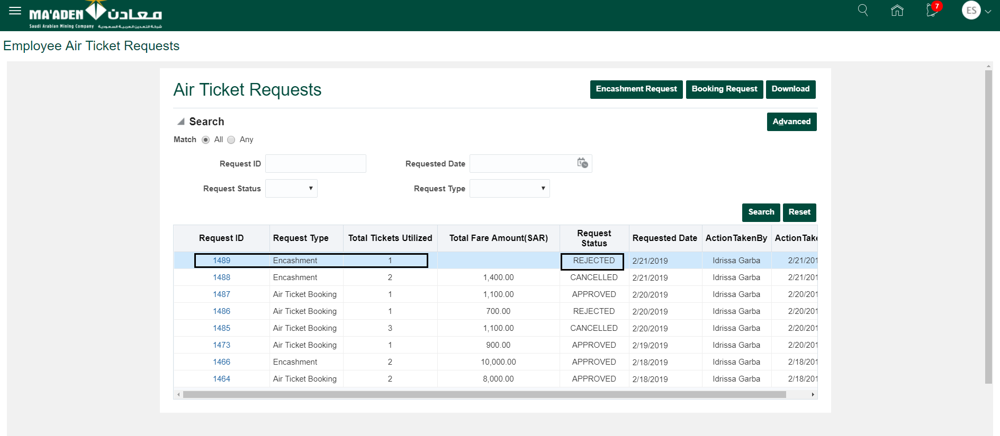 MA'ADEN معادن
Saudi Arabian Mining Company شركة التعدين العربية السعودية
7
ES
Employee Air Ticket Requests
Air Ticket Requests
Encashment Request Booking Request Download
Search
Advanced
Match All Any
Request ID Requested Date
Request Status Request Type
Search Reset
Request ID Request Type Total Tickets Utilized Total Fare Amount(SAR) Request Status Requested Date ActionTakenBy ActionTake
1489 Encashment 1 REJECTED 2/21/2019 Idrissa Garba 2/21/201
1488 Encashment 2 1,400.00 CANCELLED 2/21/2019 Idrissa Garba 2/21/201
1487 Air Ticket Booking 1 1,100.00 APPROVED 2/20/2019 Idrissa Garba 2/20/201
1486 Air Ticket Booking 1 700.00 REJECTED 2/20/2019 Idrissa Garba 2/20/201
1485 Air Ticket Booking 3 1,100.00 CANCELLED 2/20/2019 Idrissa Garba 2/20/201
1473 Air Ticket Booking 1 900.00 APPROVED 2/19/2019 Idrissa Garba 2/20/201
1466 Encashment 2 10,000.00 APPROVED 2/18/2019 Idrissa Garba 2/18/201
1464 Air Ticket Booking 2 8,000.00 APPROVED 2/18/2019 Idrissa Garba 2/18/201